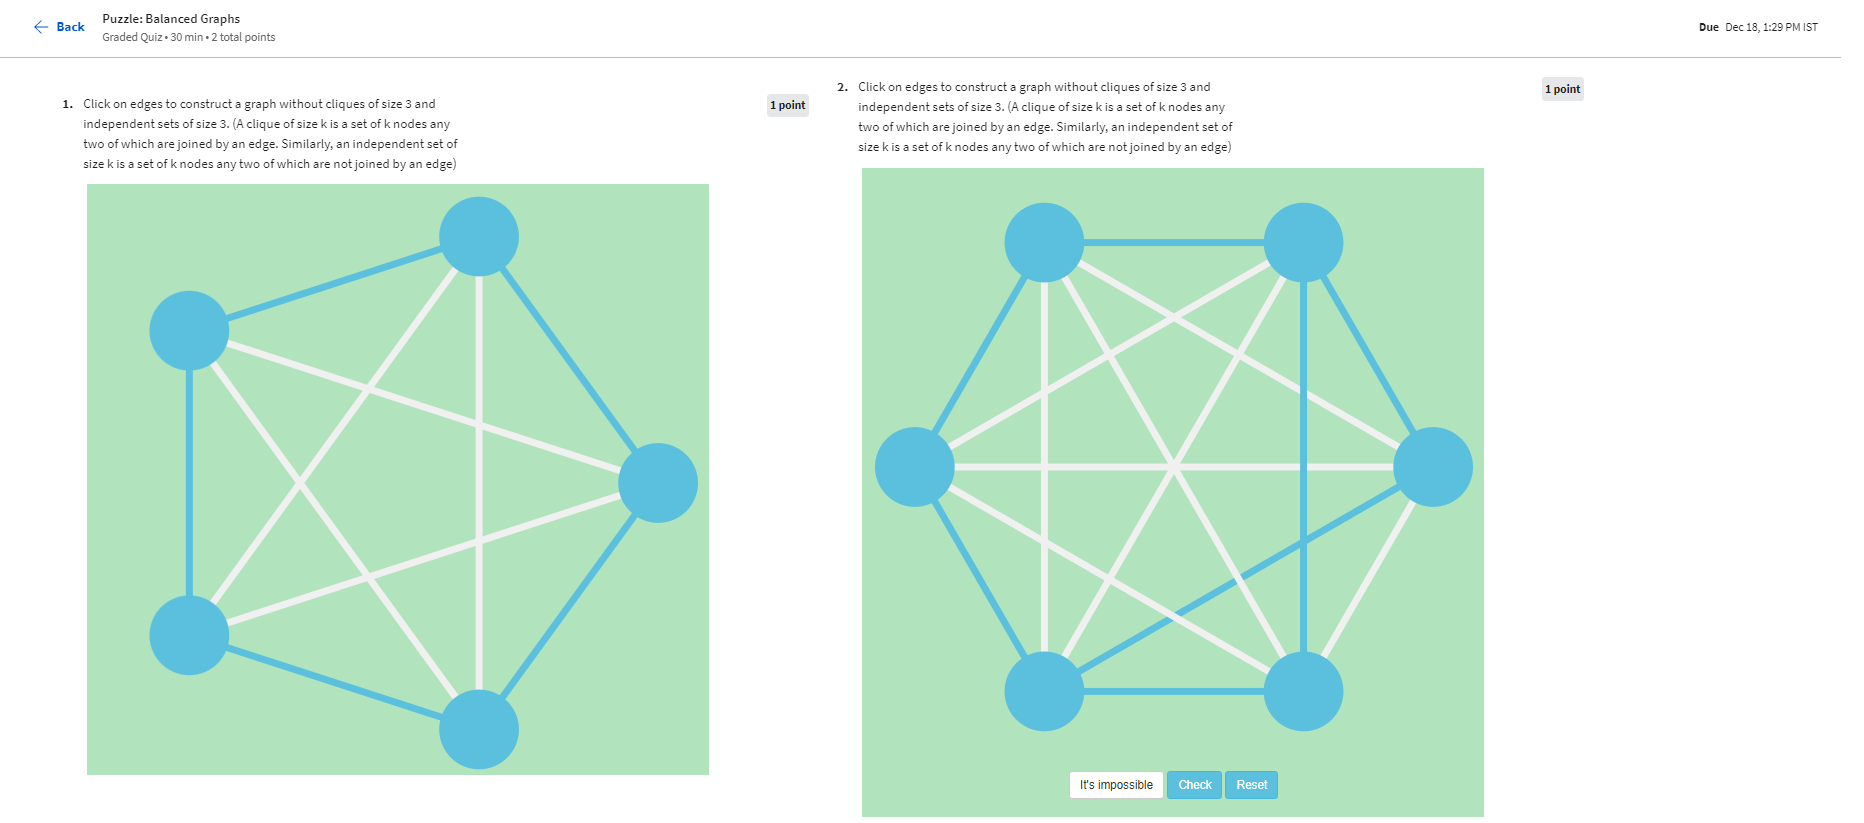 Back
Puzzle: Balanced Graphs
Graded Quiz • 30 min • 2 total points
Due Dec 18, 1:29 PM IST
1. Click on edges to construct a graph without cliques of size 3 and
independent sets of size 3. (A clique of size k is a set of k nodes any
two of which are joined by an edge. Similarly, an independent set of
size k is a set of k nodes any two of which are not joined by an edge)
1 point
2. Click on edges to construct a graph without cliques of size 3 and
independent sets of size 3. (A clique of size k is a set of k nodes any
two of which are joined by an edge. Similarly, an independent set of
size k is a set of k nodes any two of which are not joined by an edge)
1 point
It's impossible
Check
Reset